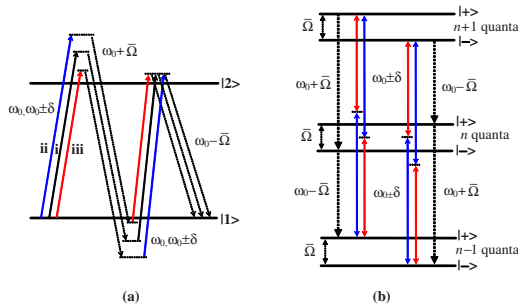 ω₀+Ω̄
|2>
ω₀,ω₀±δ
ii
i
iii
ω₀−Ω̄
|1>
ω₀,ω₀±δ
(a)
|+>
Ω̄
n+1 quanta
|−>
ω₀+Ω̄
ω₀±δ
ω₀−Ω̄
|+>
Ω̄
n quanta
|−>
ω₀−Ω̄
ω₀±δ
ω₀+Ω̄
|+>
Ω̄
n−1 quanta
|−>
(b)